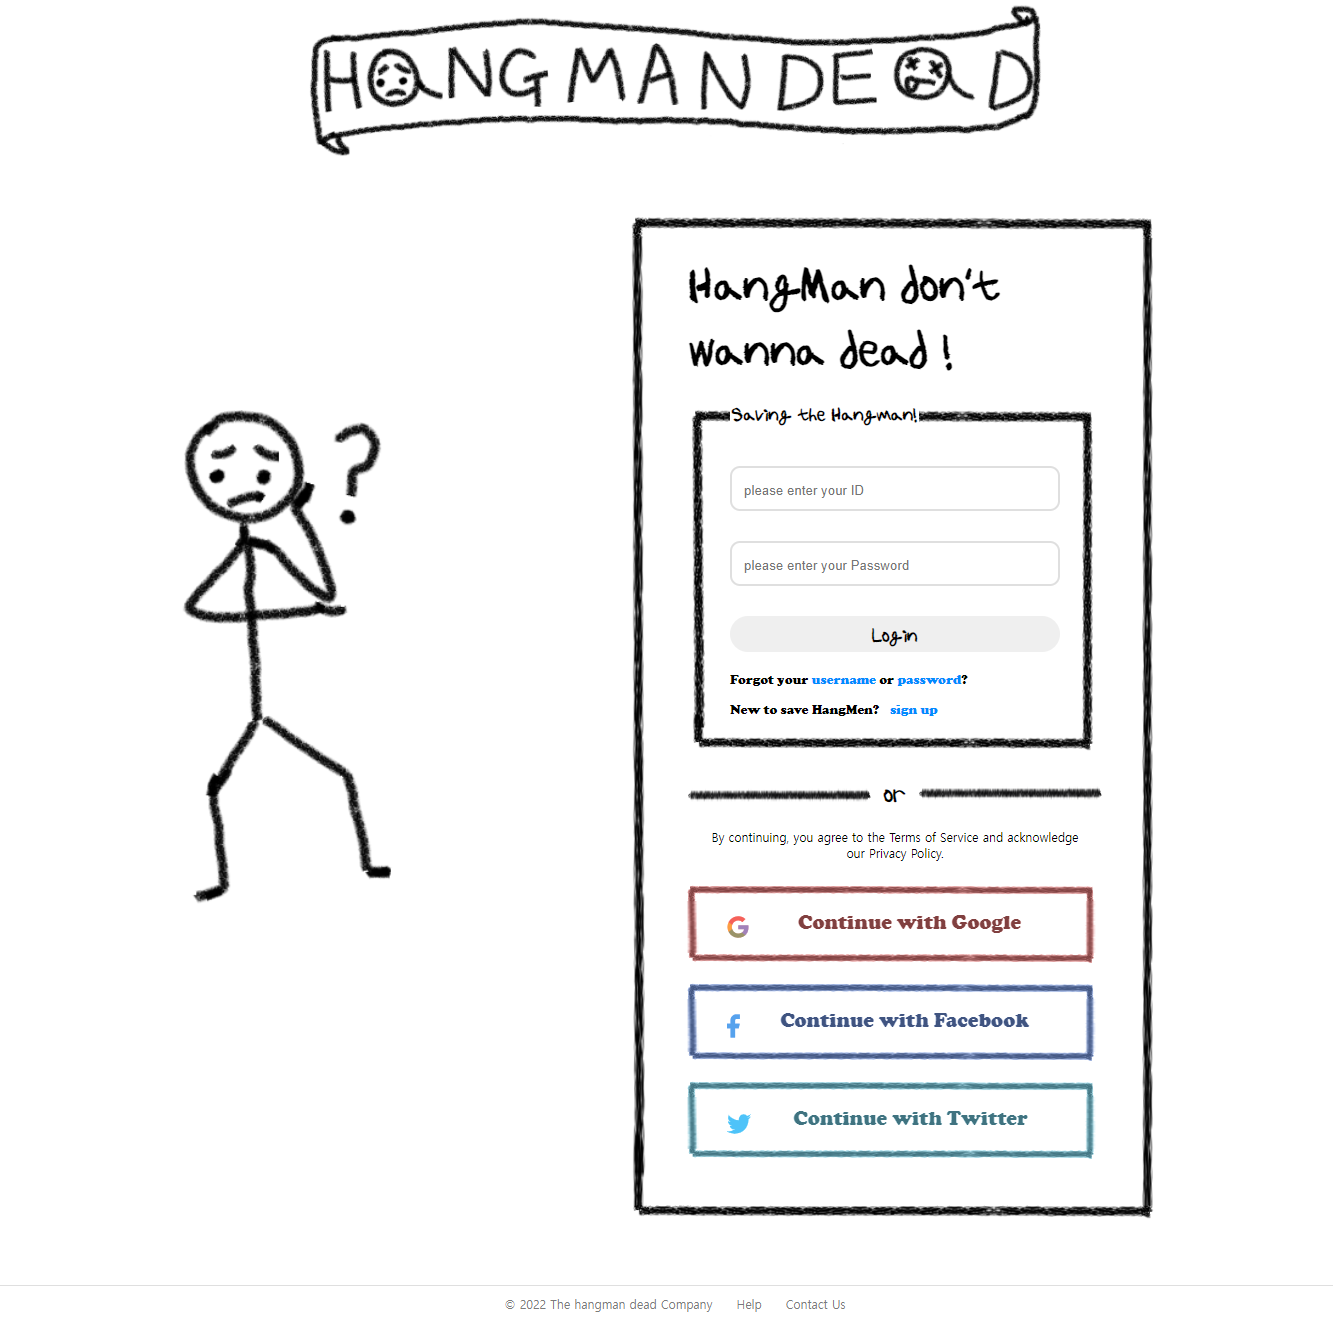 HANGMAN DEAD
HangMan don't
wanna dead !
Saving the Hangman!
please enter your ID
please enter your Password
Login
Forgot your username or password?
New to save HangMen? sign up
or
By continuing, you agree to the Terms of Service and acknowledge
our Privacy Policy.
Continue with Google
Continue with Facebook
Continue with Twitter
© 2022 The hangman dead Company Help Contact Us